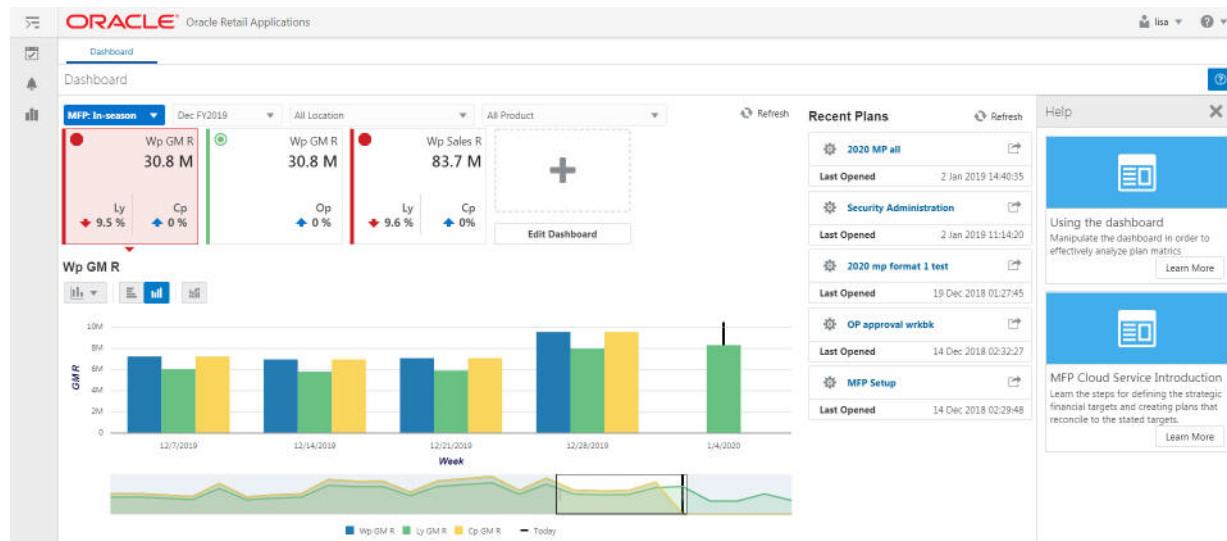 ORACLE® Oracle Retail Applications
lisa
Dashboard
Dashboard
MFP: In-season
Dec FY2019
All Location
All Product
Refresh
Wp GM R
30.8 M
Ly
9.5 %
Cp
0 %
Wp GM R
30.8 M
Op
0 %
Wp Sales R
83.7 M
Ly
9.6 %
Cp
0%
Edit Dashboard
Wp GM R
10M
8M
6M
4M
2M
0
GM R
12/7/2019
12/14/2019
12/21/2019
12/28/2019
1/4/2020
Week
Wp GM R
Ly GM R
Cp GM R
Today
Recent Plans
Refresh
2020 MP all
Last Opened 2 Jan 2019 14:40:35
Security Administration
Last Opened 2 Jan 2019 11:14:20
2020 mp format 1 test
Last Opened 19 Dec 2018 01:27:45
OP approval wrkbk
Last Opened 14 Dec 2018 02:32:27
MFP Setup
Last Opened 14 Dec 2018 02:29:48
Help
Using the dashboard
Manipulate the dashboard in order to
effectively analyze plan matrics
Learn More
MFP Cloud Service Introduction
Learn the steps for defining the strategic
financial targets and creating plans that
reconcile to the stated targets.
Learn More